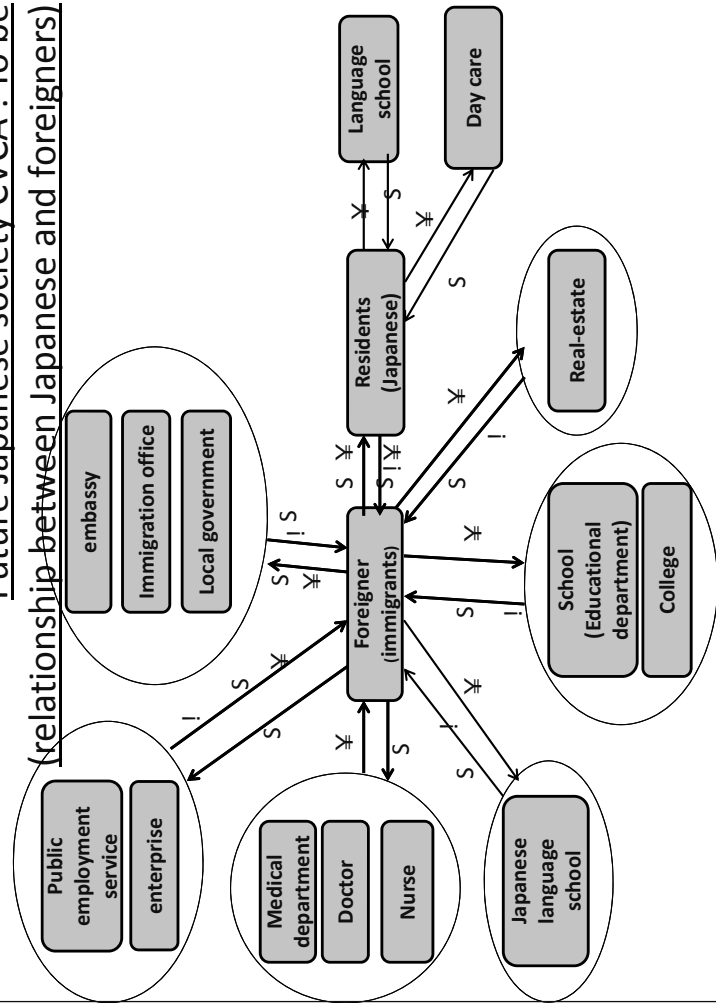 Future Japanese society CVCA : To be
(relationship between Japanese and foreigners)
Public
employment
service
enterprise
embassy
Immigration office
Local government
i
S
¥
S
S
¥
S
i
Medical
department
Doctor
Nurse
¥
S
Foreigner
(immigrants)
¥
S
¥
i
S
Residents
(Japanese)
¥
S
¥
S
Language
school
Day care
Japanese
language
school
S
i
¥
School
(Educational
department)
College
i
S
¥
Real-estate
S
i
¥